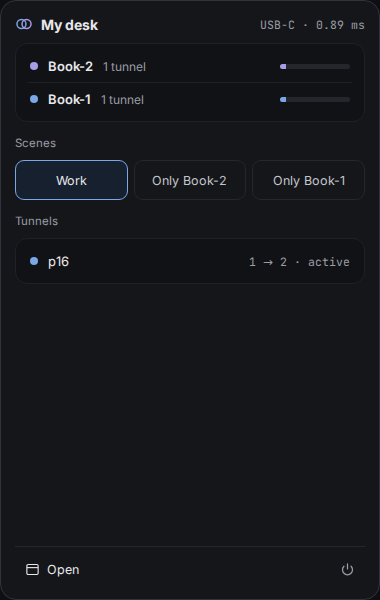 My desk USB-C · 0.89 ms
Book-2 1 tunnel
Book-1 1 tunnel
Scenes
Work Only Book-2 Only Book-1
Tunnels
p16 1 → 2 · active
Open